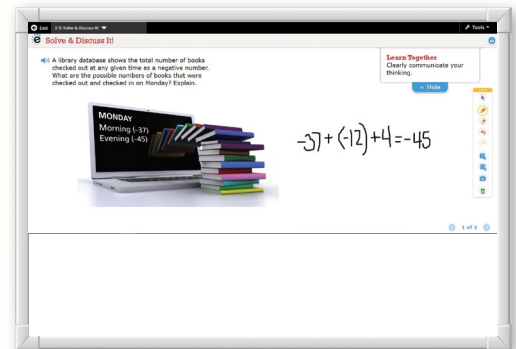 Exit 2-5: Solve & Discuss It! Tools
e Solve & Discuss It!
A library database shows the total number of books
checked out at any given time as a negative number.
What are the possible numbers of books that were
checked out and checked in on Monday? Explain.
Learn Together
Clearly communicate your
thinking.
Hide
MONDAY
Morning (-37)
Evening (-45)
-37+(-12)+4=-45
1 of 1